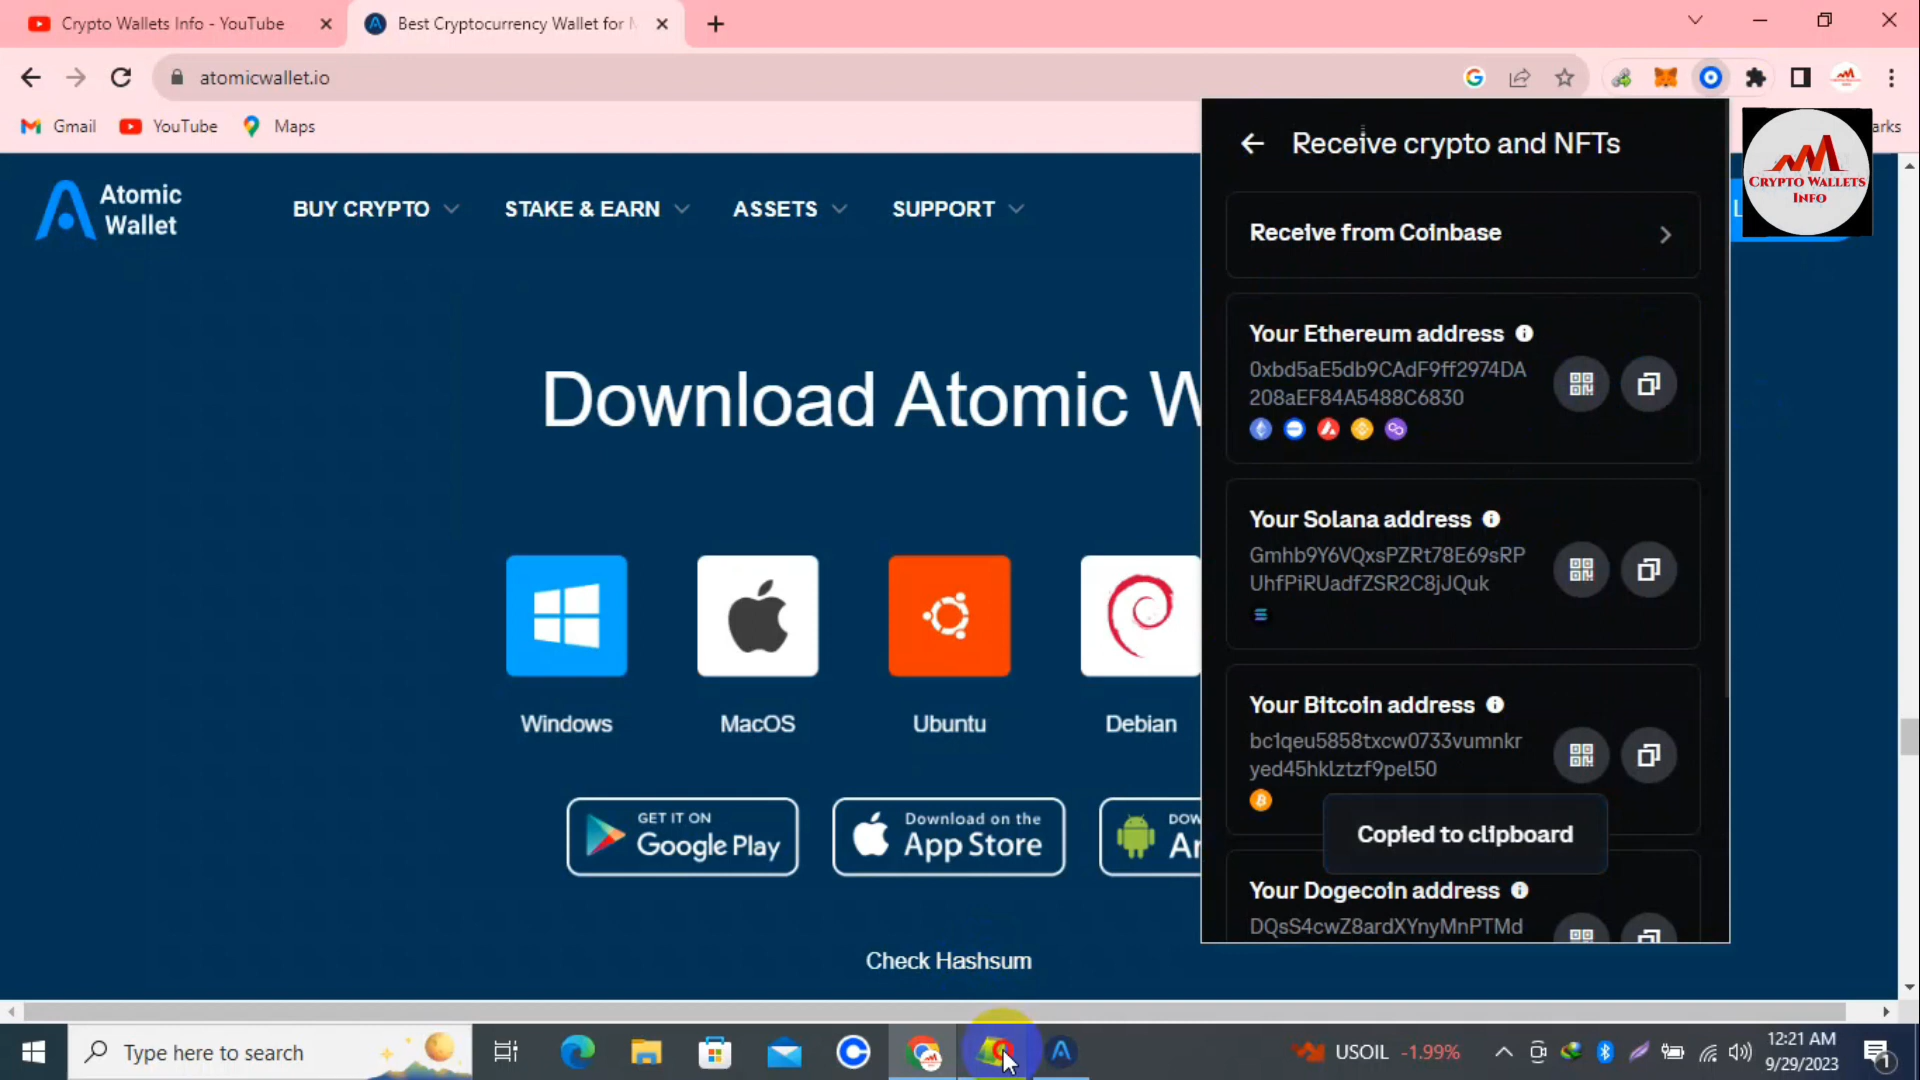 Crypto Wallets Info - YouTube
Best Cryptocurrency Wallet for
atomicwallet.io
Gmail
YouTube
Maps
arks
Atomic
Wallet
BUY CRYPTO
STAKE & EARN
ASSETS
SUPPORT
CRYPTO WALLETS
INFO
Download Atomic W
Windows
MacOS
Ubuntu
Debian
GET IT ON
Google Play
Download on the
App Store
DOW
An
Check Hashsum
Receive crypto and NFTs
Receive from Coinbase
Your Ethereum address
0xbd5aE5db9CAdF9ff2974DA
208aEF84A5488C6830
Your Solana address
Gmhb9Y6VQxsPZRt78E69sRP
UhfPiRUadfZSR2C8jJQuk
Your Bitcoin address
bc1qeu5858txcw0733vumnkr
yed45hklztzf9pel50
Copied to clipboard
Your Dogecoin address
DQsS4cwZ8ardXYnyMnPTMd
Type here to search
USOIL -1.99%
12:21 AM
9/29/2023
1